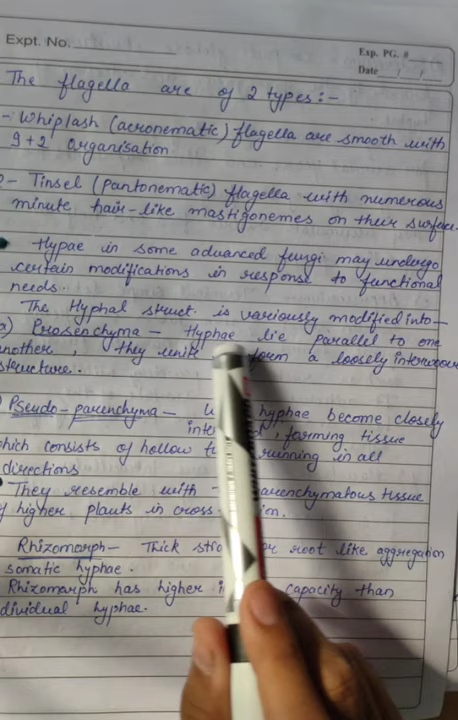 Expt. No.
Exp. PG. #
Date / /
The flagella are of 2 types:-
- Whiplash (acronematic) flagella are smooth with
9+2 organisation
- Tinsel (pantonematic) flagella with numerous
minute hair-like mastigonemes on their surface.
Hypae in some advanced fungi may undergo
certain modifications in response to functional
needs.
The Hyphal struct. is variously modified into-
a) Prosenchyma - Hyphae lie parallel to one
another, they unite form a loosely
structure.
Pseudo-parenchyma - hyphae become closely
, forming tissue
which consists of hollow running in all
directions
They resemble with parenchymatous tissue
of higher plants in cross
Rhizomorph- Thick or root like aggregation
somatic hyphae.
Rhizomorph has higher capacity than
individual hyphae.